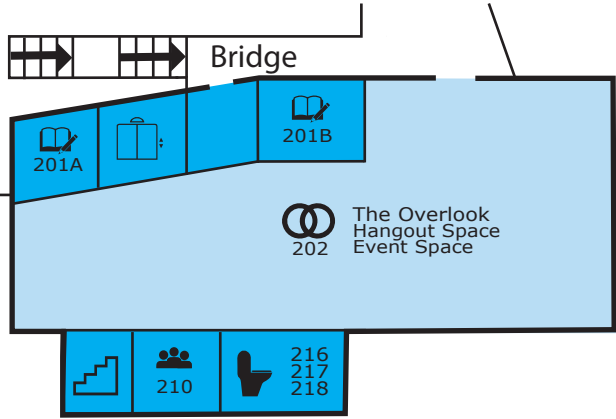 Bridge
201A
201B
The Overlook
Hangout Space
Event Space
202
210
216
217
218